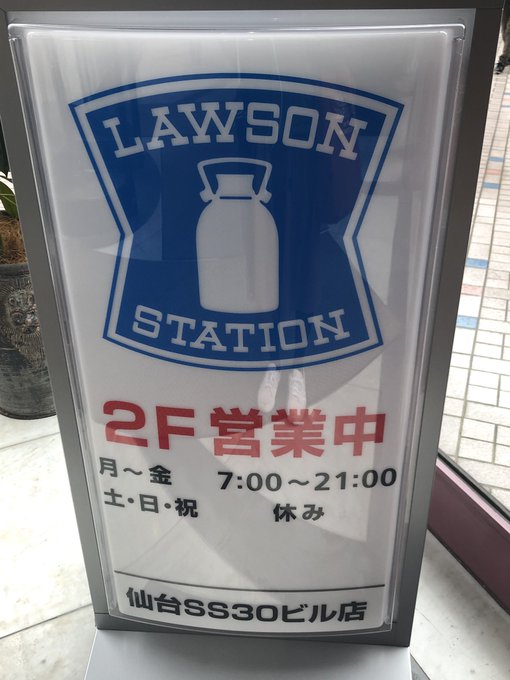 LAWSON
STATION
2F 営業中
月～金 7:00～21:00
土・日・祝 休み
仙台SS30ビル店